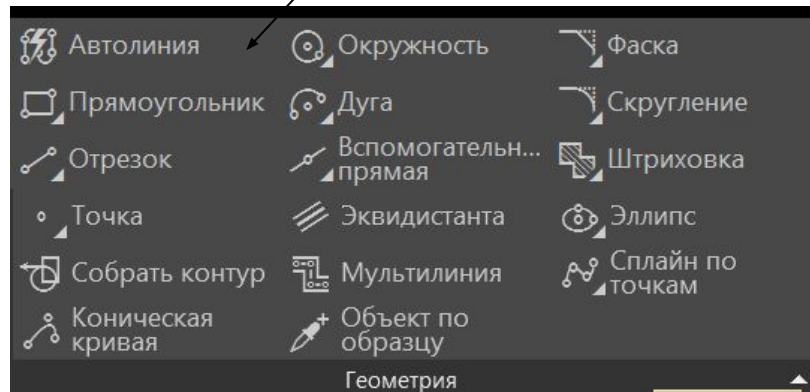 Автолиния
Окружность
Фаска
Прямоугольник
Дуга
Скругление
Отрезок
Вспомогательн...
прямая
Штриховка
Точка
Эквидистанта
Эллипс
Собрать контур
Мультилиния
Сплайн по
точкам
Коническая
кривая
Объект по
образцу
Геометрия